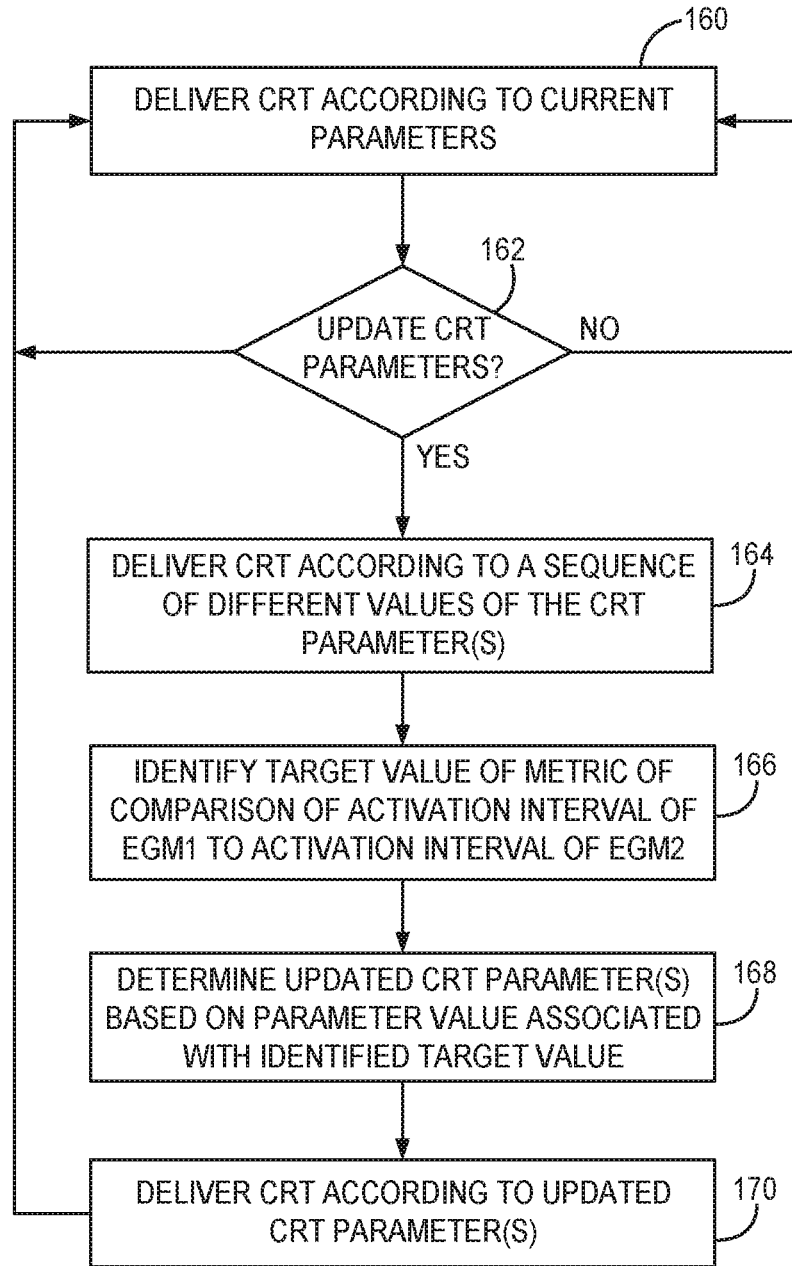 160
DELIVER CRT ACCORDING TO CURRENT
PARAMETERS
162
UPDATE CRT
PARAMETERS?
NO
YES
DELIVER CRT ACCORDING TO A SEQUENCE
OF DIFFERENT VALUES OF THE CRT
PARAMETER(S)
164
IDENTIFY TARGET VALUE OF METRIC OF
COMPARISON OF ACTIVATION INTERVAL OF
EGM1 TO ACTIVATION INTERVAL OF EGM2
166
DETERMINE UPDATED CRT PARAMETER(S)
BASED ON PARAMETER VALUE ASSOCIATED
WITH IDENTIFIED TARGET VALUE
168
DELIVER CRT ACCORDING TO UPDATED
CRT PARAMETER(S)
170